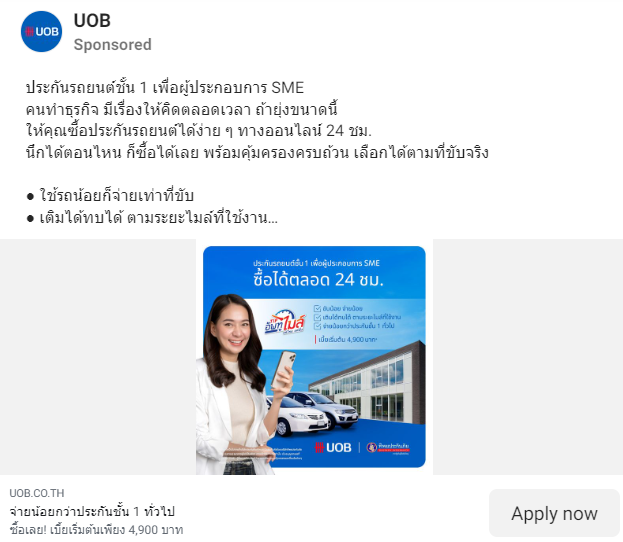 UOB
UOB
Sponsored
ประกันรถยนต์ชั้น 1 เพื่อผู้ประกอบการ SME
คนทำธุรกิจ มีเรื่องให้คิดตลอดเวลา ถ้ายุ่งขนาดนี้
ให้คุณซื้อประกันรถยนต์ได้ง่าย ๆ ทางออนไลน์ 24 ชม.
นึกได้ตอนไหน ก็ซื้อได้เลย พร้อมคุ้มครองครบถ้วน เลือกได้ตามที่ขับจริง
● ใช้รถน้อยก็จ่ายเท่าที่ขับ
● เติมได้ทบได้ ตามระยะไมล์ที่ใช้งาน...
ประกันรถยนต์ชั้น 1 เพื่อผู้ประกอบการ SME
ซื้อได้ตลอด 24 ชม.
ขับน้อย จ่ายน้อย
เติมได้ทบได้ ตามระยะไมล์ที่ใช้งาน
จ่ายน้อยกว่าประกันชั้น 1 ทั่วไป
เบี้ยเริ่มต้น 4,900 บาท*
UOB
ทิพยประกันภัย
UOB.CO.TH
จ่ายน้อยกว่าประกันชั้น 1 ทั่วไป
ซื้อเลย! เบี้ยเริ่มต้นเพียง 4,900 บาท
Apply now